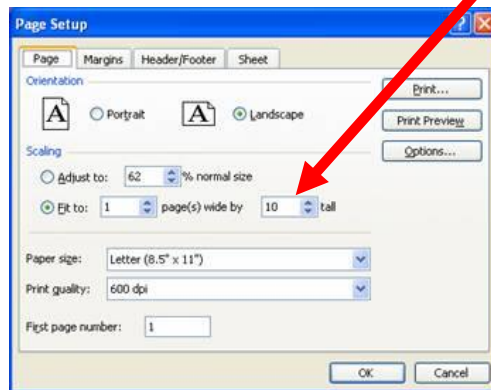 Page Setup
Page Margins Header/Footer Sheet
Orientation
A Portrait A Landscape
Print...
Print Preview
Options...
Scaling
Adjust to: 62 % normal size
Fit to: 1 page(s) wide by 10 tall
Paper size: Letter (8.5" x 11")
Print quality: 600 dpi
First page number: 1
OK Cancel